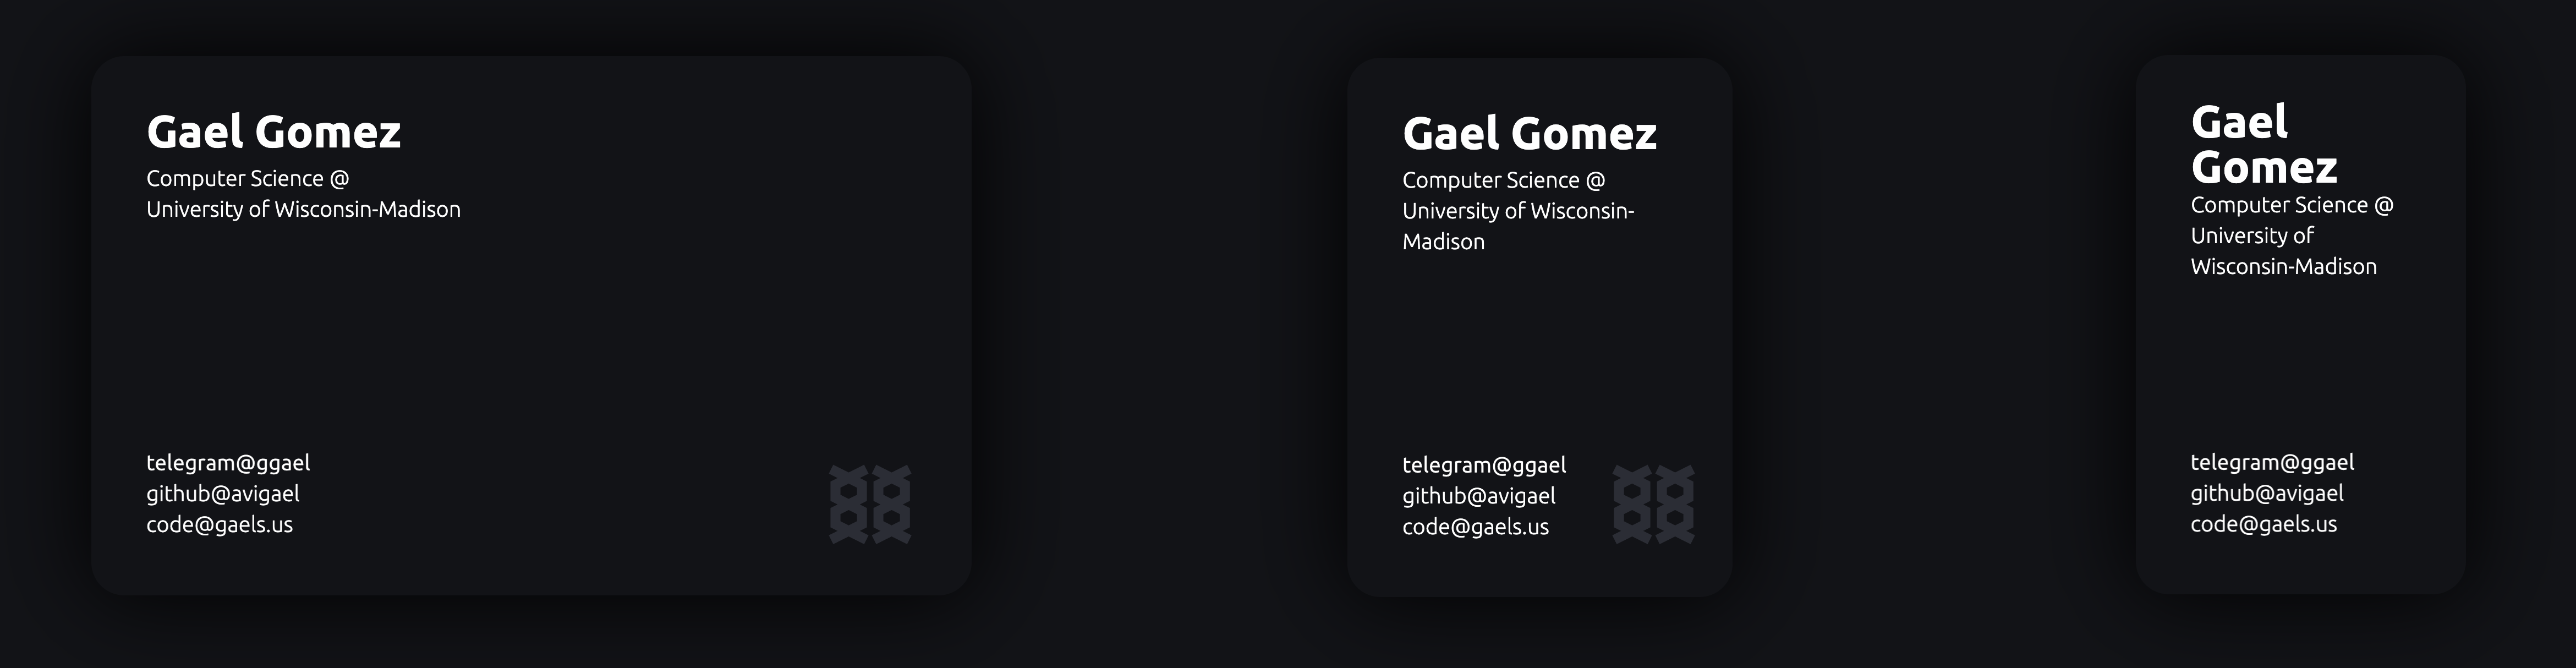 Gael Gomez
Computer Science @
University of Wisconsin-Madison
telegram@ggael
github@avigael
code@gaels.us
Gael Gomez
Computer Science @
University of Wisconsin-
Madison
telegram@ggael
github@avigael
code@gaels.us
Gael
Gomez
Computer Science @
University of
Wisconsin-Madison
telegram@ggael
github@avigael
code@gaels.us